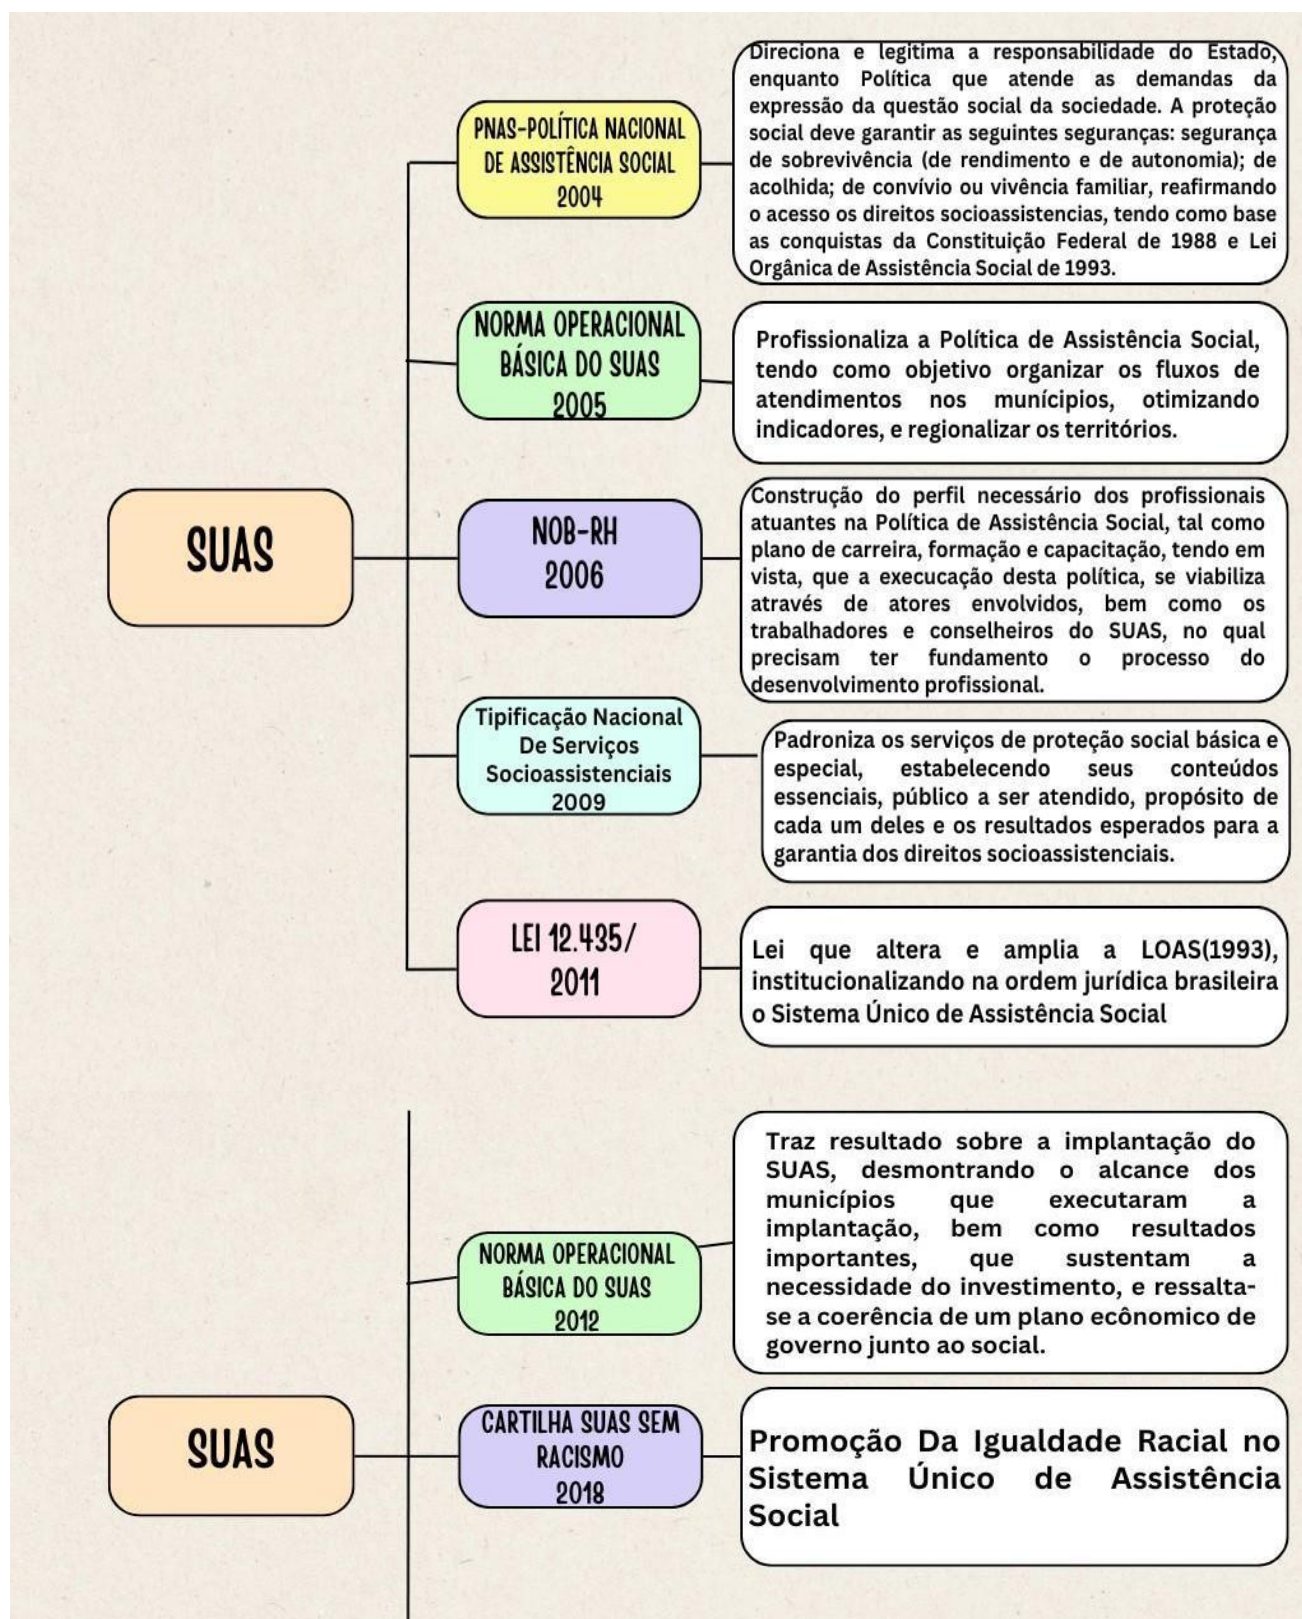 PNAS-POLÍTICA NACIONAL
DE ASSISTÊNCIA SOCIAL
2004
Direciona e legitima a responsabilidade do Estado,
enquanto Política que atende as demandas da
expressão da questão social da sociedade. A proteção
social deve garantir as seguintes seguranças: segurança
de sobrevivência (de rendimento e de autonomia); de
acolhida; de convívio ou vivência familiar, reafirmando
o acesso os direitos socioassistencias, tendo como base
as conquistas da Constituição Federal de 1988 e Lei
Orgânica de Assistência Social de 1993.
NORMA OPERACIONAL
BÁSICA DO SUAS
2005
Profissionaliza a Política de Assistência Social,
tendo como objetivo organizar os fluxos de
atendimentos nos munícipios, otimizando
indicadores, e regionalizar os territórios.
SUAS
NOB-RH
2006
Construção do perfil necessário dos profissionais
atuantes na Política de Assistência Social, tal como
plano de carreira, formação e capacitação, tendo em
vista, que a execucação desta política, se viabiliza
através de atores envolvidos, bem como os
trabalhadores e conselheiros do SUAS, no qual
precisam ter fundamento o processo do
desenvolvimento profissional.
Tipificação Nacional
De Serviços
Socioassistenciais
2009
Padroniza os serviços de proteção social básica e
especial, estabelecendo seus conteúdos
essenciais, público a ser atendido, propósito de
cada um deles e os resultados esperados para a
garantia dos direitos socioassistenciais.
LEI 12.435/
2011
Lei que altera e amplia a LOAS(1993),
institucionalizando na ordem jurídica brasileira
o Sistema Único de Assistência Social
NORMA OPERACIONAL
BÁSICA DO SUAS
2012
Traz resultado sobre a implantação do
SUAS, desmontrando o alcance dos
municípios que executaram a
implantação, bem como resultados
importantes, que sustentam a
necessidade do investimento, e ressalta-
se a coerência de um plano ecônomico de
governo junto ao social.
SUAS
CARTILHA SUAS SEM
RACISMO
2018
Promoção Da Igualdade Racial no
Sistema Único de Assistência
Social